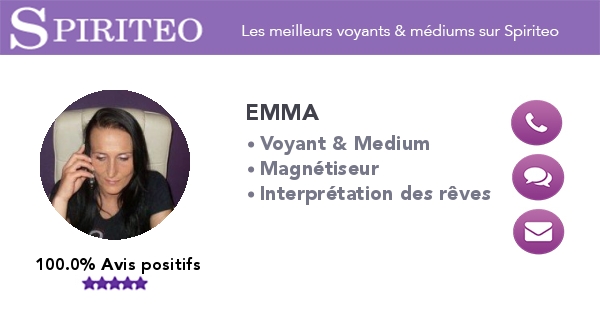 SPIRITEO
Les meilleurs voyants & médiums sur Spiriteo
EMMA
• Voyant & Medium
• Magnétiseur
• Interprétation des rêves
100.0% Avis positifs